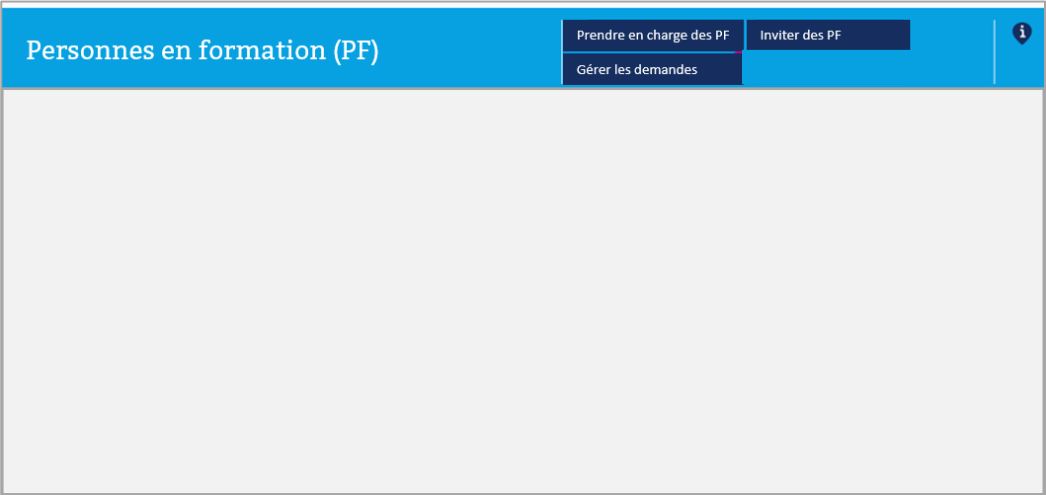 Personnes en formation (PF)
Prendre en charge des PF
Inviter des PF
Gérer les demandes